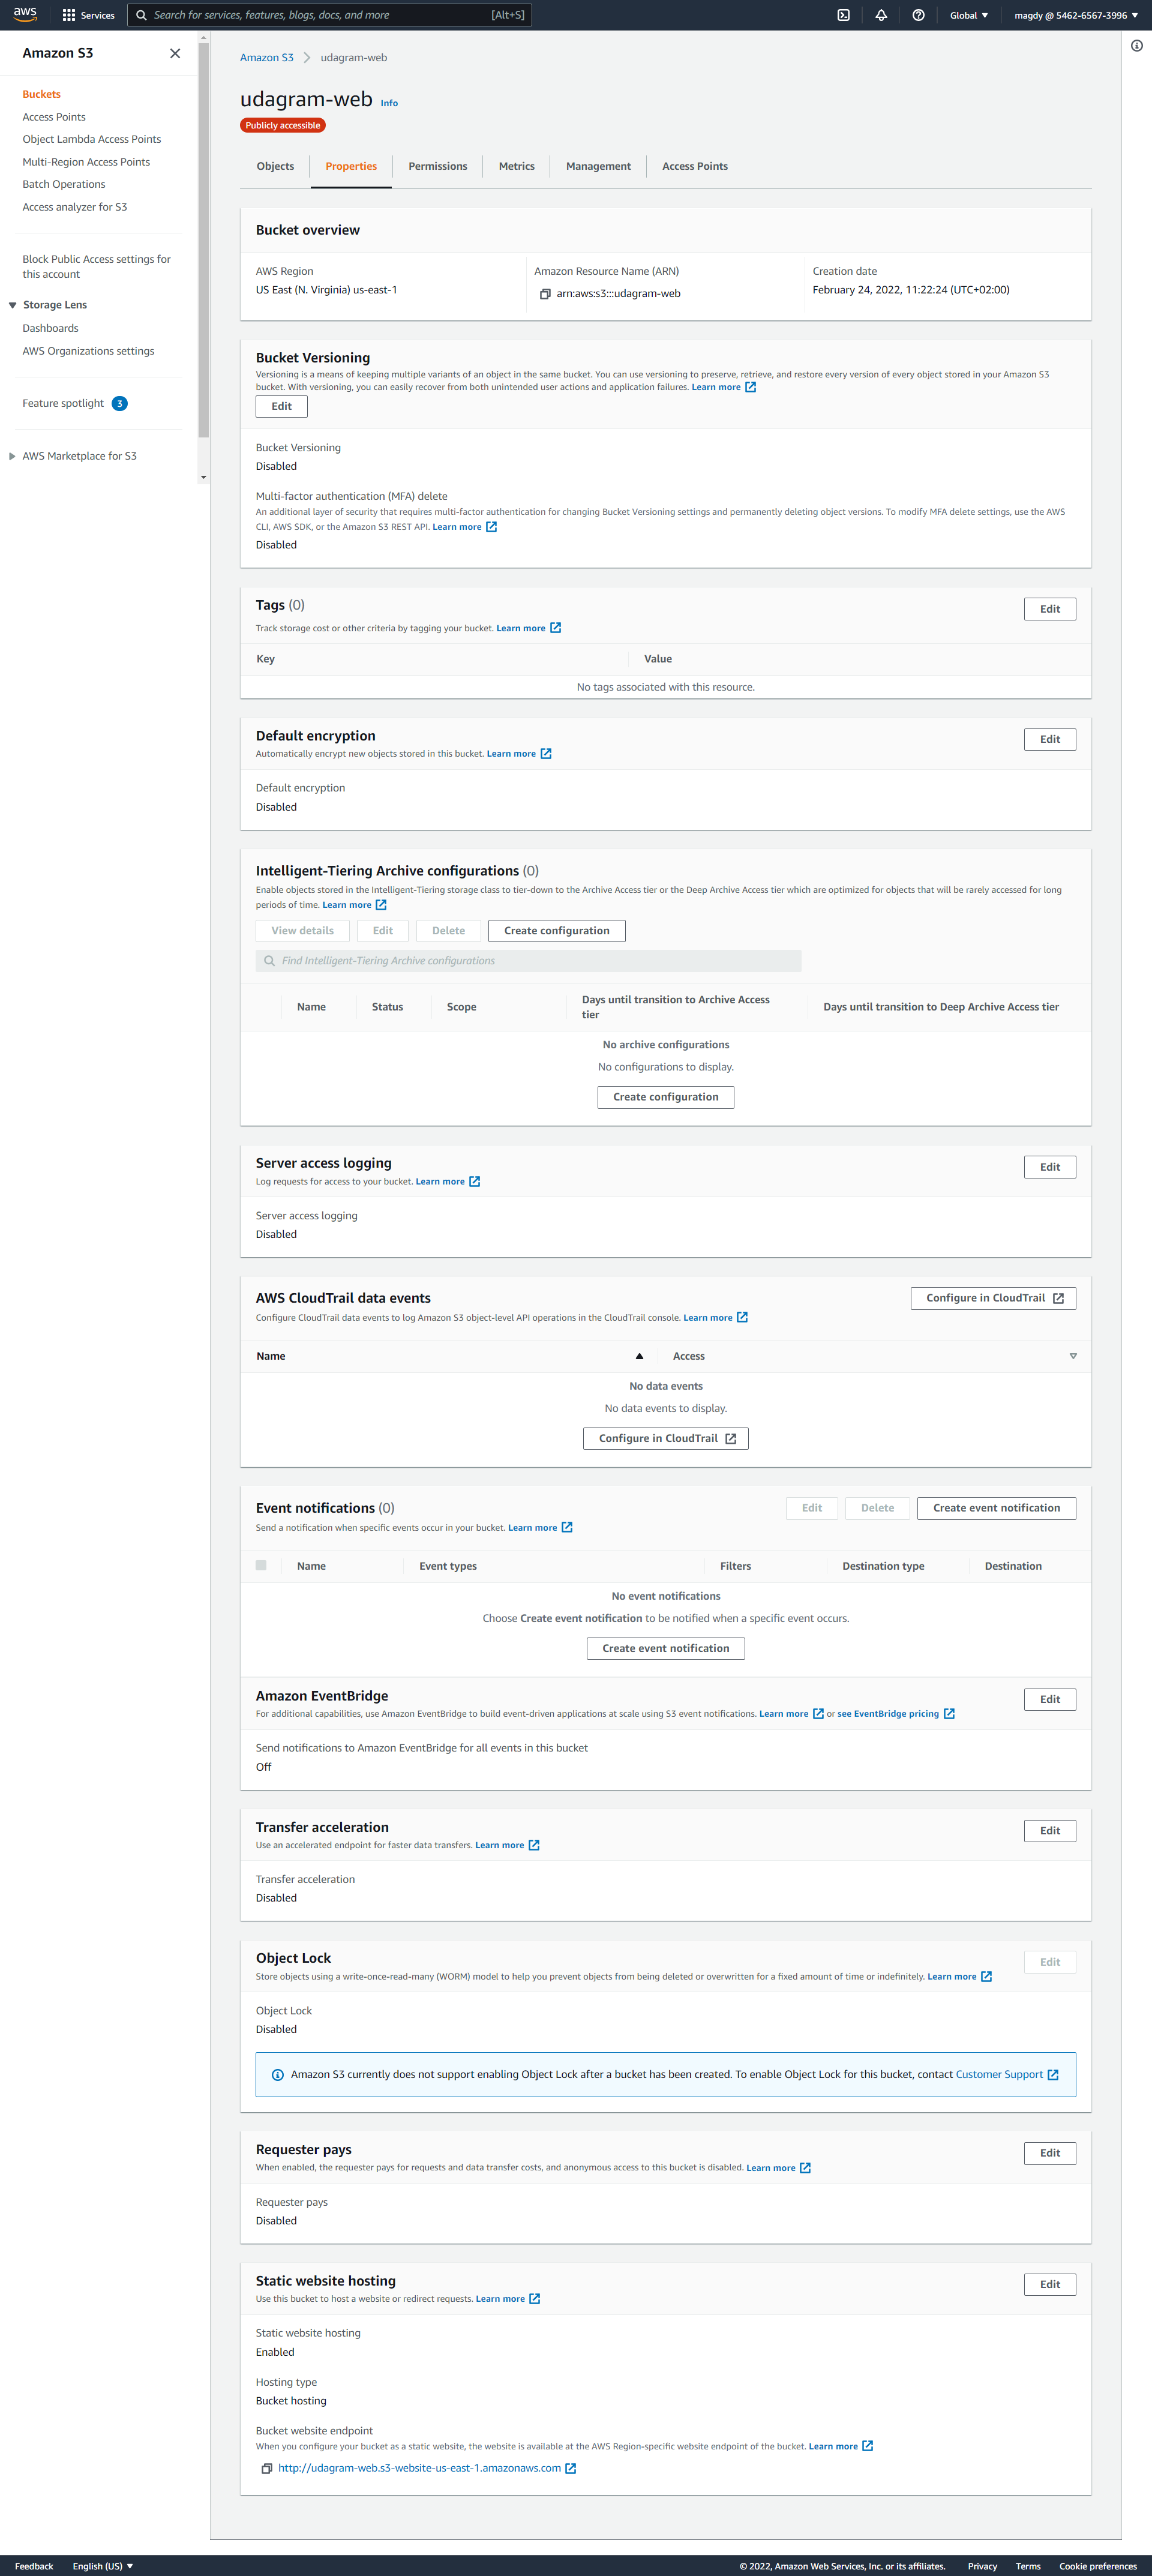 aws
Services
Search for services, features, blogs, docs, and more
[Alt+S]
Global
magdy @ 5462-6567-3996
Amazon S3
Buckets
Access Points
Object Lambda Access Points
Multi-Region Access Points
Batch Operations
Access analyzer for S3
Block Public Access settings for
this account
Storage Lens
Dashboards
AWS Organizations settings
Feature spotlight 3
AWS Marketplace for S3
Amazon S3 udagram-web
udagram-web Info
Publicly accessible
Objects Properties Permissions Metrics Management Access Points
Bucket overview
AWS Region
US East (N. Virginia) us-east-1
Amazon Resource Name (ARN)
arn:aws:s3:::udagram-web
Creation date
February 24, 2022, 11:22:24 (UTC+02:00)
Bucket Versioning
Versioning is a means of keeping multiple variants of an object in the same bucket. You can use versioning to preserve, retrieve, and restore every version of every object stored in your Amazon S3
bucket. With versioning, you can easily recover from both unintended user actions and application failures. Learn more
Edit
Bucket Versioning
Disabled
Multi-factor authentication (MFA) delete
An additional layer of security that requires multi-factor authentication for changing Bucket Versioning settings and permanently deleting object versions. To modify MFA delete settings, use the AWS
CLI, AWS SDK, or the Amazon S3 REST API. Learn more
Disabled
Tags (0)
Edit
Track storage cost or other criteria by tagging your bucket. Learn more
Key Value
No tags associated with this resource.
Default encryption
Edit
Automatically encrypt new objects stored in this bucket. Learn more
Default encryption
Disabled
Intelligent-Tiering Archive configurations (0)
Enable objects stored in the Intelligent-Tiering storage class to tier-down to the Archive Access tier or the Deep Archive Access tier which are optimized for objects that will be rarely accessed for long
periods of time. Learn more
View details Edit Delete Create configuration
Find Intelligent-Tiering Archive configurations
Name Status Scope
Days until transition to Archive Access
tier
Days until transition to Deep Archive Access tier
No archive configurations
No configurations to display.
Create configuration
Server access logging
Edit
Log requests for access to your bucket. Learn more
Server access logging
Disabled
AWS CloudTrail data events
Configure in CloudTrail
Configure CloudTrail data events to log Amazon S3 object-level API operations in the CloudTrail console. Learn more
Name Access
No data events
No data events to display.
Configure in CloudTrail
Event notifications (0)
Edit Delete Create event notification
Send a notification when specific events occur in your bucket. Learn more
Name Event types Filters Destination type Destination
No event notifications
Choose Create event notification to be notified when a specific event occurs.
Create event notification
Amazon EventBridge
Edit
For additional capabilities, use Amazon EventBridge to build event-driven applications at scale using S3 event notifications. Learn more or see EventBridge pricing
Send notifications to Amazon EventBridge for all events in this bucket
Off
Transfer acceleration
Edit
Use an accelerated endpoint for faster data transfers. Learn more
Transfer acceleration
Disabled
Object Lock
Edit
Store objects using a write-once-read-many (WORM) model to help you prevent objects from being deleted or overwritten for a fixed amount of time or indefinitely. Learn more
Object Lock
Disabled
Amazon S3 currently does not support enabling Object Lock after a bucket has been created. To enable Object Lock for this bucket, contact Customer Support
Requester pays
Edit
When enabled, the requester pays for requests and data transfer costs, and anonymous access to this bucket is disabled. Learn more
Requester pays
Disabled
Static website hosting
Edit
Use this bucket to host a website or redirect requests. Learn more
Static website hosting
Enabled
Hosting type
Bucket hosting
Bucket website endpoint
When you configure your bucket as a static website, the website is available at the AWS Region-specific website endpoint of the bucket. Learn more
http://udagram-web.s3-website-us-east-1.amazonaws.com
Feedback English (US)
© 2022, Amazon Web Services, Inc. or its affiliates. Privacy Terms Cookie preferences